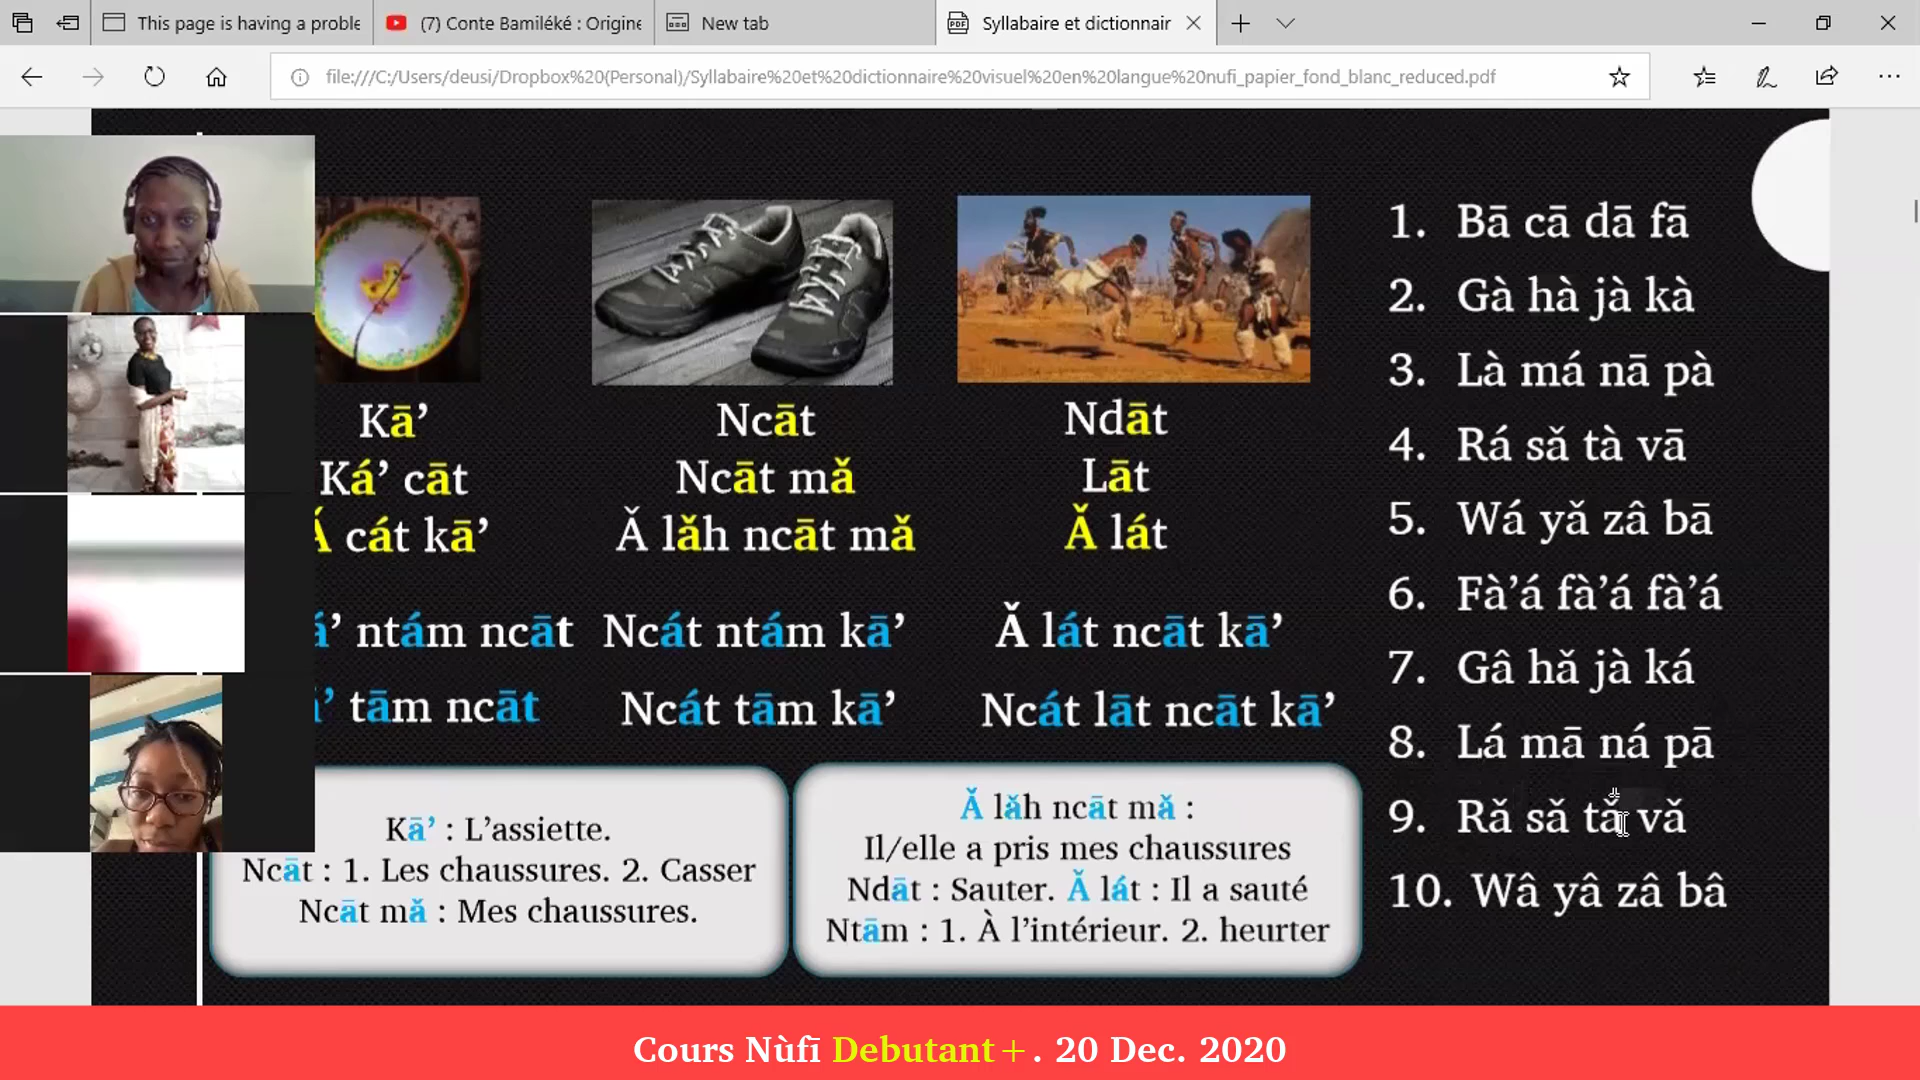 This page is having a proble
(7) Conte Bamiléké : Origine
New tab
Syllabaire et dictionnair
file:///C:/Users/deusi/Dropbox%20(Personal)/Syllabaire%20et%20dictionnaire%20visuel%20en%20langue%20nufi_papier_fond_blanc_reduced.pdf
Kā’
Ká’ cāt
Ncāt
Ncāt mǎ
Ǎ lǎh ncāt mǎ
Ndāt
Lāt
Ǎ lát
cát kā’
ntám ncāt
Ncát ntám kā’
Ǎ lát ncāt kā’
tām ncāt
Ncát tām kā’
Ncát lāt ncāt kā’
Kā’ : L’assiette.
Ncāt : 1. Les chaussures. 2. Casser
Ncāt mǎ : Mes chaussures.
Ǎ lǎh ncāt mǎ :
Il/elle a pris mes chaussures
Ndāt : Sauter. Ǎ lát : Il a sauté
Ntām : 1. À l’intérieur. 2. heurter
1. Bā cā dā fā
2. Gà hà jà kà
3. Là má nā pà
4. Rá sǎ tà vā
5. Wá yǎ zâ bā
6. Fà’á fà’á fà’á
7. Gâ hǎ jà ká
8. Lá mā ná pā
9. Rǎ sǎ tǎ vǎ
10. Wâ yâ zâ bâ
Cours Nùfī Debutant+. 20 Dec. 2020